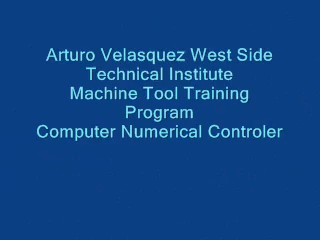 Arturo Velasquez West Side
Technical Institute
Machine Tool Training
Program
Computer Numerical Controler